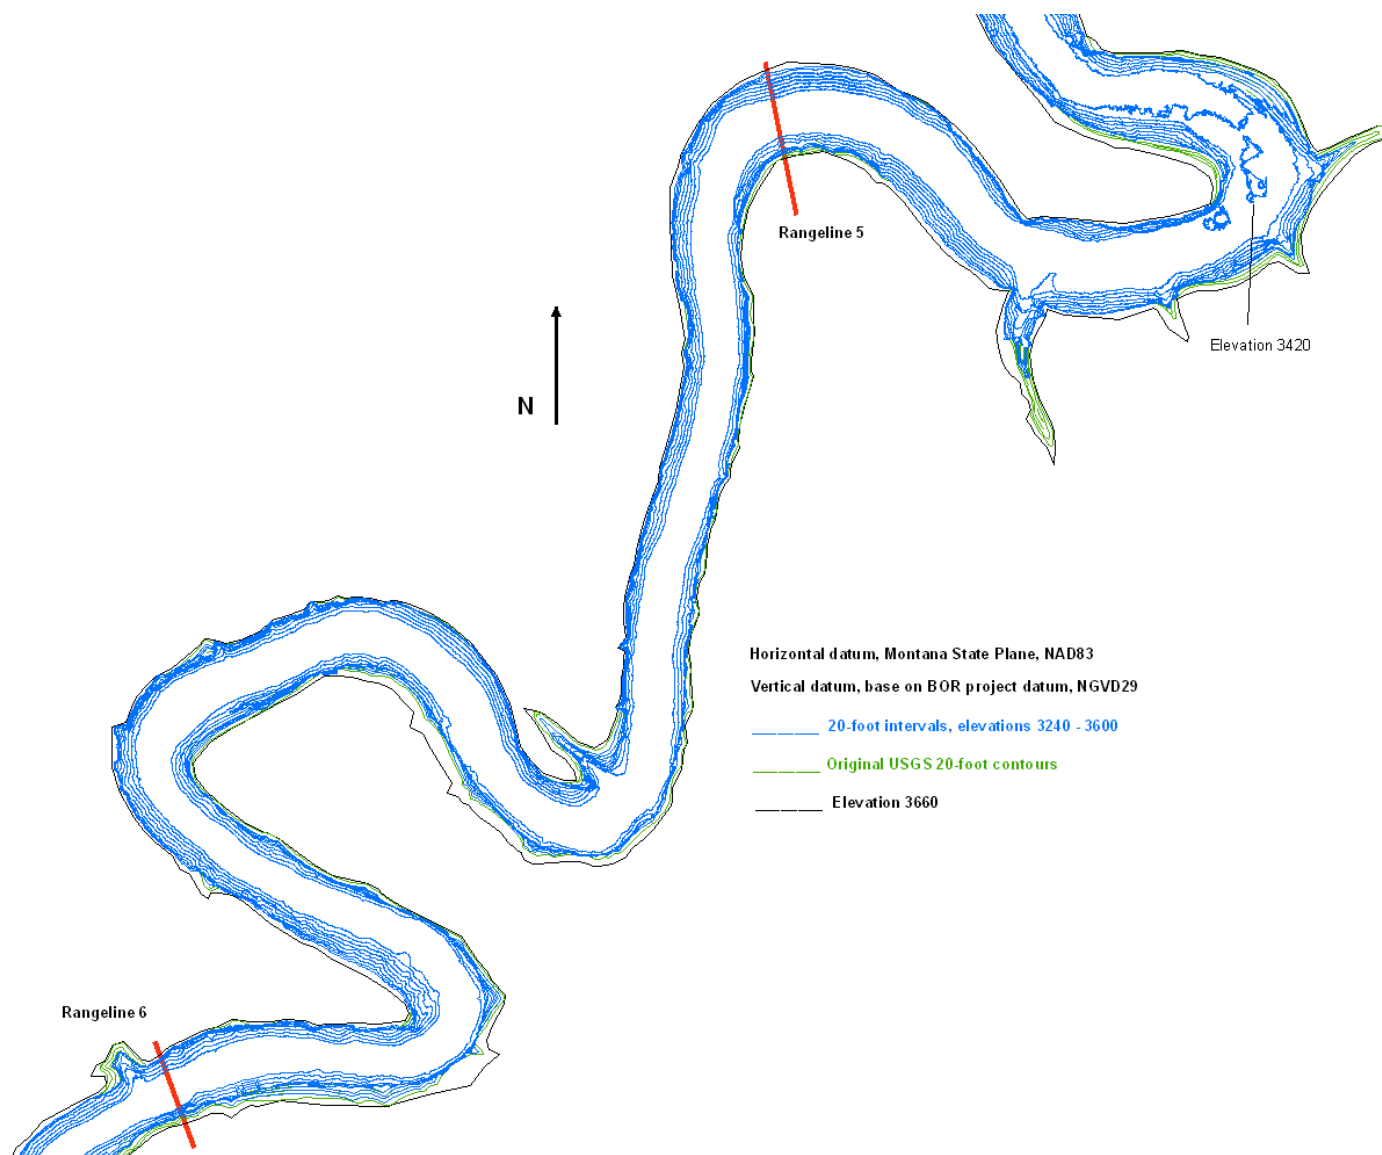 Rangeline 5
Elevation 3420
N
Horizontal datum, Montana State Plane, NAD83
Vertical datum, base on BOR project datum, NGVD29
20-foot intervals, elevations 3240 - 3600
Original USGS 20-foot contours
Elevation 3660
Rangeline 6